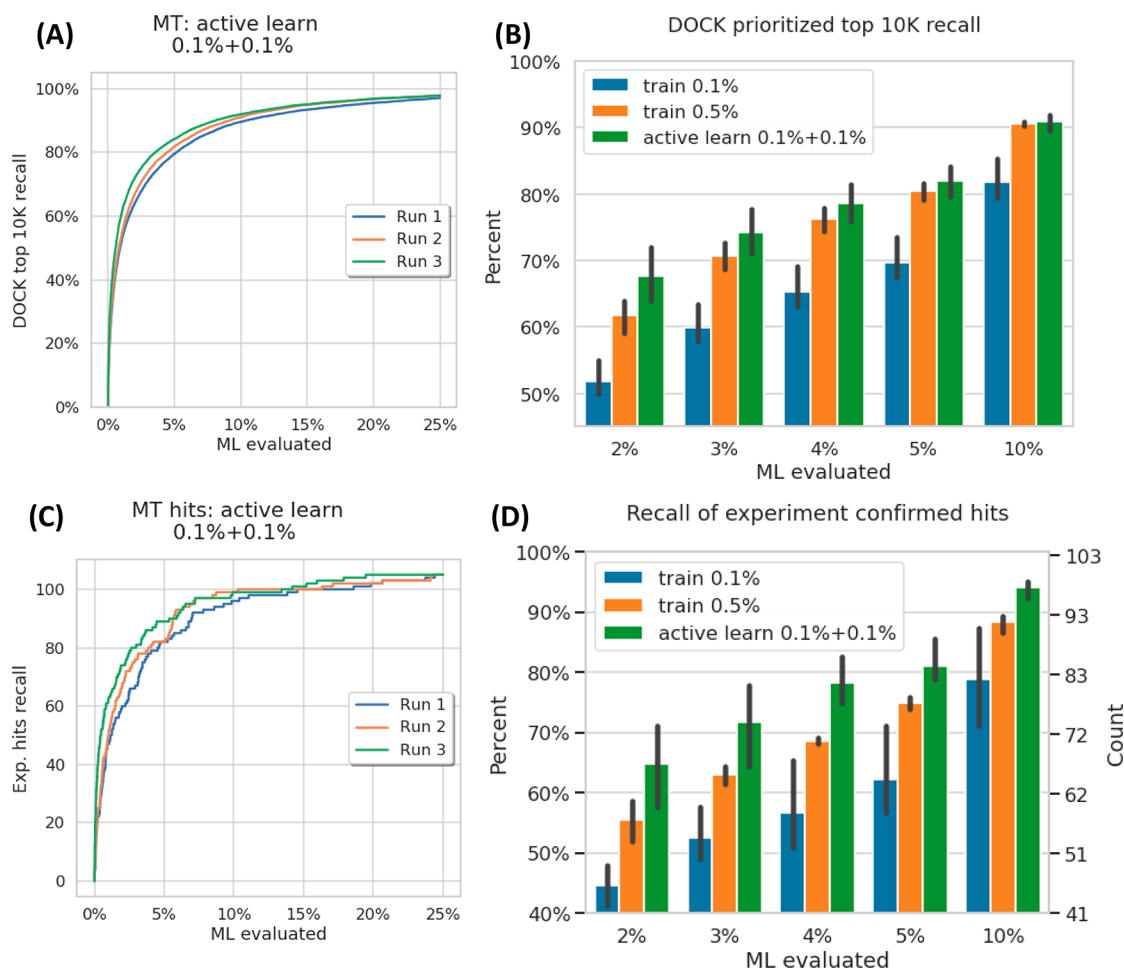 (A)
MT: active learn
0.1%+0.1%
100%
80%
60%
40%
20%
0%
DOCK top 10K recall
Run 1
Run 2
Run 3
0% 5% 10% 15% 20% 25%
ML evaluated
(B)
DOCK prioritized top 10K recall
100%
90%
80%
70%
60%
50%
Percent
train 0.1%
train 0.5%
active learn 0.1%+0.1%
2% 3% 4% 5% 10%
ML evaluated
(C)
MT hits: active learn
0.1%+0.1%
100
80
60
40
20
0
Exp. hits recall
Run 1
Run 2
Run 3
0% 5% 10% 15% 20% 25%
ML evaluated
(D)
Recall of experiment confirmed hits
100%
90%
80%
70%
60%
50%
40%
Percent
train 0.1%
train 0.5%
active learn 0.1%+0.1%
103
93
83
72
62
51
41
Count
2% 3% 4% 5% 10%
ML evaluated